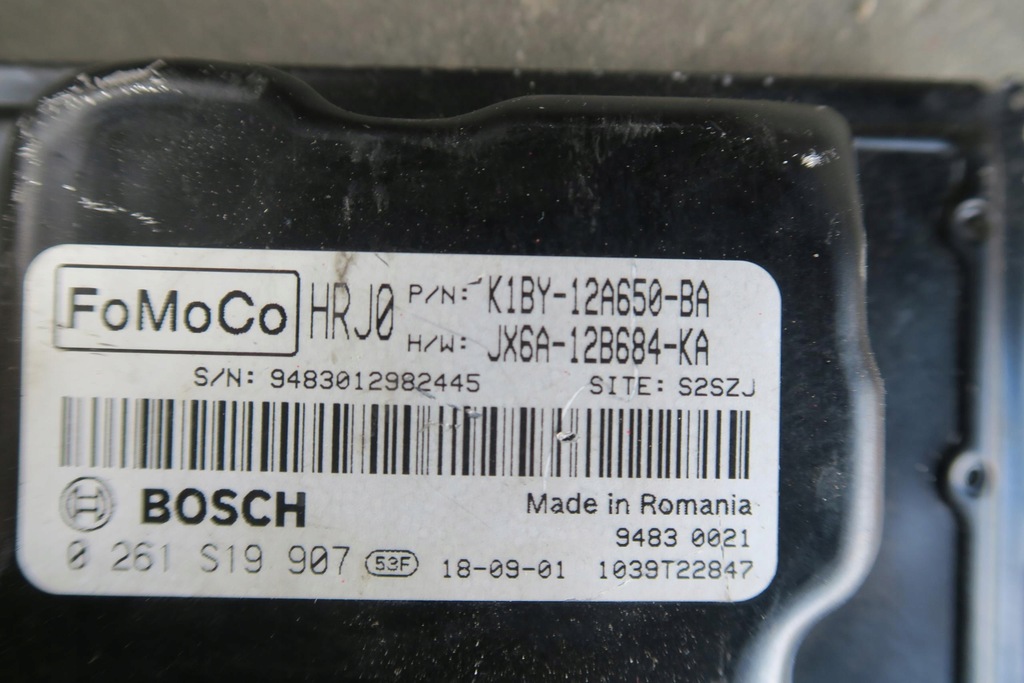 FoMoCo HRJ0 P/N: K1BY-12A650-BA
H/W: JX6A-12B684-KA
S/N: 9483012982445 SITE: S2SZJ
BOSCH Made in Romania
9483 0021
0 261 S19 907 53F 18-09-01 1039T22847